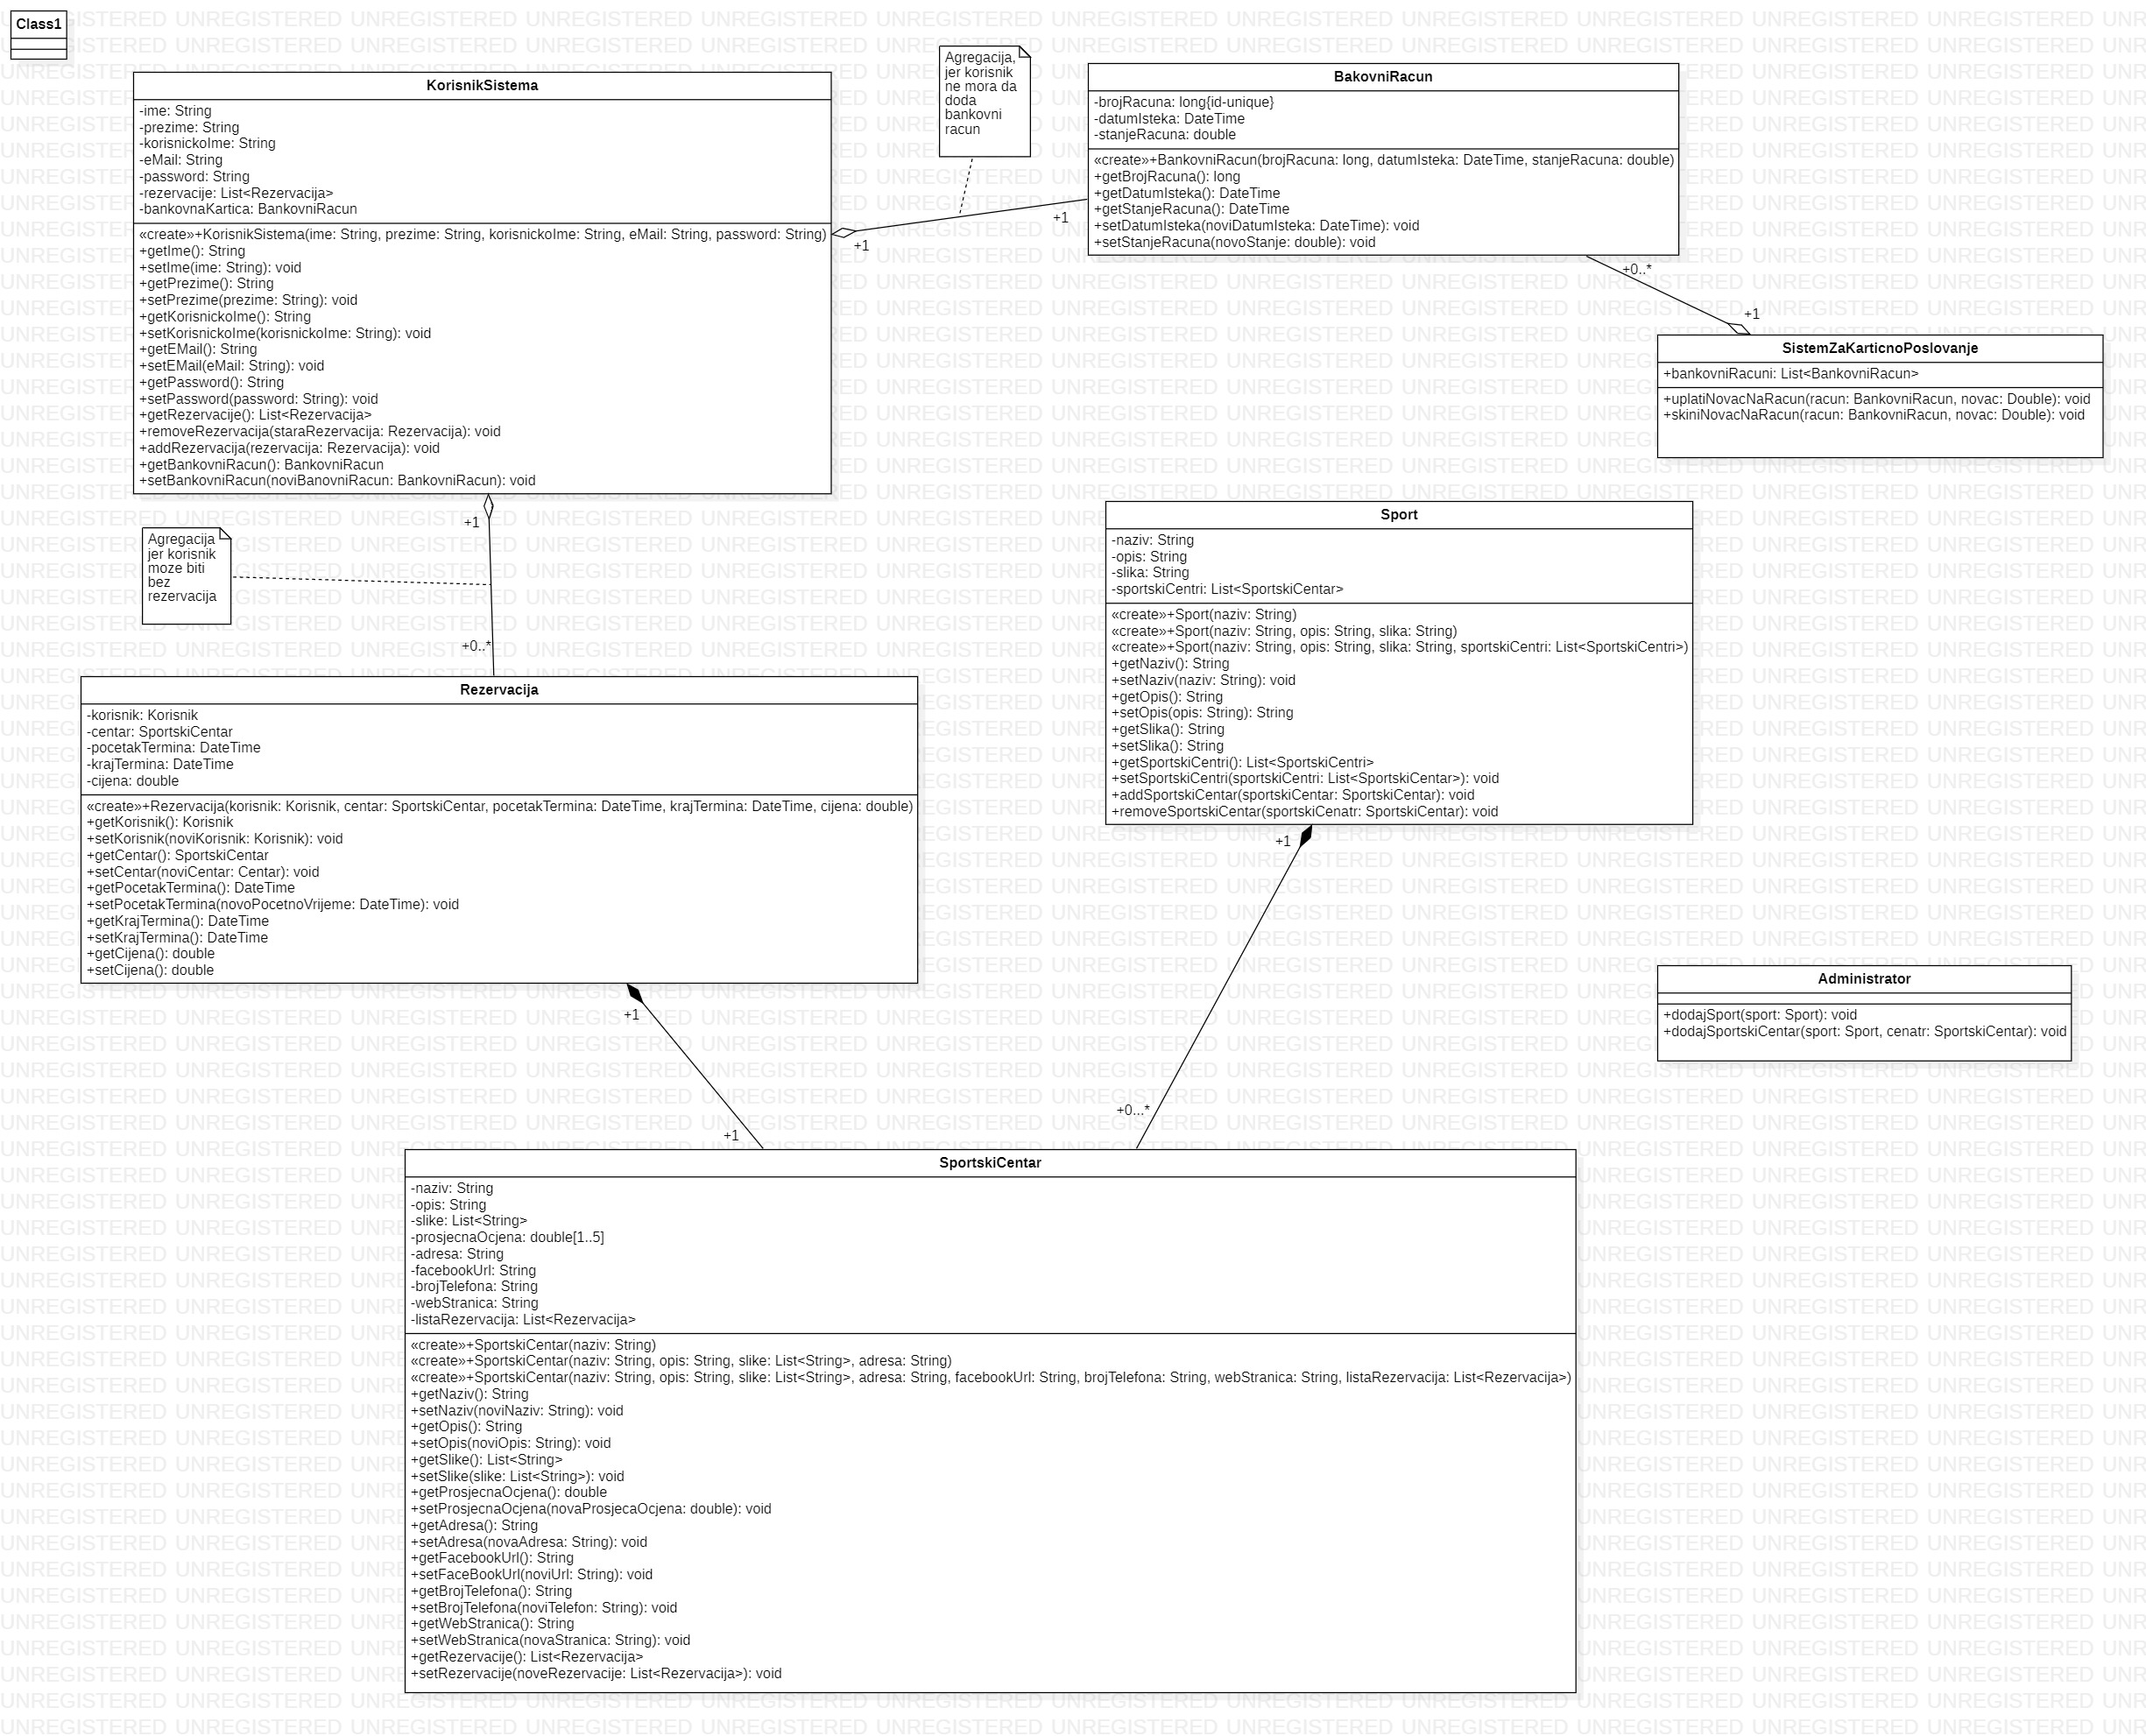 Class1
KorisnikSistema
-ime: String
-prezime: String
-korisnickoIme: String
-eMail: String
-password: String
-rezervacije: List<Rezervacija>
-bankovnaKartica: BankovniRacun
«create»+KorisnikSistema(ime: String, prezime: String, korisnickoIme: String, eMail: String, password: String)
+getIme(): String
+setIme(ime: String): void
+getPrezime(): String
+setPrezime(prezime: String): void
+getKorisnickoIme(): String
+setKorisnickoIme(korisnickoIme: String): void
+getEMail(): String
+setEMail(eMail: String): void
+getPassword(): String
+setPassword(password: String): void
+getRezervacije(): List<Rezervacija>
+removeRezervacija(staraRezervacija: Rezervacija): void
+addRezervacija(rezervacija: Rezervacija): void
+getBankovniRacun(): BankovniRacun
+setBankovniRacun(noviBanovniRacun: BankovniRacun): void
Agregacija,
jer korisnik
ne mora da
doda
bankovni
racun
+1
+1
BakovniRacun
-brojRacuna: long{id-unique}
-datumIsteka: DateTime
-stanjeRacuna: double
«create»+BankovniRacun(brojRacuna: long, datumIsteka: DateTime, stanjeRacuna: double)
+getBrojRacuna(): long
+getDatumIsteka(): DateTime
+getStanjeRacuna(): DateTime
+setDatumIsteka(noviDatumIsteka: DateTime): void
+setStanjeRacuna(novoStanje: double): void
+0..*
+1
SistemZaKarticnoPoslovanje
+bankovniRacuni: List<BankovniRacun>
+uplatiNovacNaRacun(racun: BankovniRacun, novac: Double): void
+skiniNovacNaRacun(racun: BankovniRacun, novac: Double): void
+1
Agregacija
jer korisnik
moze biti
bez
rezervacija
+0..*
Sport
-naziv: String
-opis: String
-slika: String
-sportskiCentri: List<SportskiCentar>
«create»+Sport(naziv: String)
«create»+Sport(naziv: String, opis: String, slika: String)
«create»+Sport(naziv: String, opis: String, slika: String, sportskiCentri: List<SportskiCentri>)
+getNaziv(): String
+setNaziv(naziv: String): void
+getOpis(): String
+setOpis(opis: String): String
+getSlika(): String
+setSlika(): String
+getSportskiCentri(): List<SportskiCentri>
+setSportskiCentri(sportskiCentri: List<SportskiCentar>): void
+addSportskiCentar(sportskiCentar: SportskiCentar): void
+removeSportskiCentar(sportskiCenatr: SportskiCentar): void
Rezervacija
-korisnik: Korisnik
-centar: SportskiCentar
-pocetakTermina: DateTime
-krajTermina: DateTime
-cijena: double
«create»+Rezervacija(korisnik: Korisnik, centar: SportskiCentar, pocetakTermina: DateTime, krajTermina: DateTime, cijena: double)
+getKorisnik(): Korisnik
+setKorisnik(noviKorisnik: Korisnik): void
+getCentar(): SportskiCentar
+setCentar(noviCentar: Centar): void
+getPocetakTermina(): DateTime
+setPocetakTermina(novoPocetnoVrijeme: DateTime): void
+getKrajTermina(): DateTime
+setKrajTermina(): DateTime
+getCijena(): double
+setCijena(): double
+1
+1
+1
+0...*
Administrator
+dodajSport(sport: Sport): void
+dodajSportskiCentar(sport: Sport, cenatr: SportskiCentar): void
SportskiCentar
-naziv: String
-opis: String
-slike: List<String>
-prosjecnaOcjena: double[1..5]
-adresa: String
-facebookUrl: String
-brojTelefona: String
-webStranica: String
-listaRezervacija: List<Rezervacija>
«create»+SportskiCentar(naziv: String)
«create»+SportskiCentar(naziv: String, opis: String, slike: List<String>, adresa: String)
«create»+SportskiCentar(naziv: String, opis: String, slike: List<String>, adresa: String, facebookUrl: String, brojTelefona: String, webStranica: String, listaRezervacija: List<Rezervacija>)
+getNaziv(): String
+setNaziv(noviNaziv: String): void
+getOpis(): String
+setOpis(noviOpis: String): void
+getSlike(): List<String>
+setSlike(slike: List<String>): void
+getProsjecnaOcjena(): double
+setProsjecnaOcjena(novaProsjecaOcjena: double): void
+getAdresa(): String
+setAdresa(novaAdresa: String): void
+getFacebookUrl(): String
+setFaceBookUrl(noviUrl: String): void
+getBrojTelefona(): String
+setBrojTelefona(noviTelefon: String): void
+getWebStranica(): String
+setWebStranica(novaStranica: String): void
+getRezervacije(): List<Rezervacija>
+setRezervacije(noveRezervacije: List<Rezervacija>): void